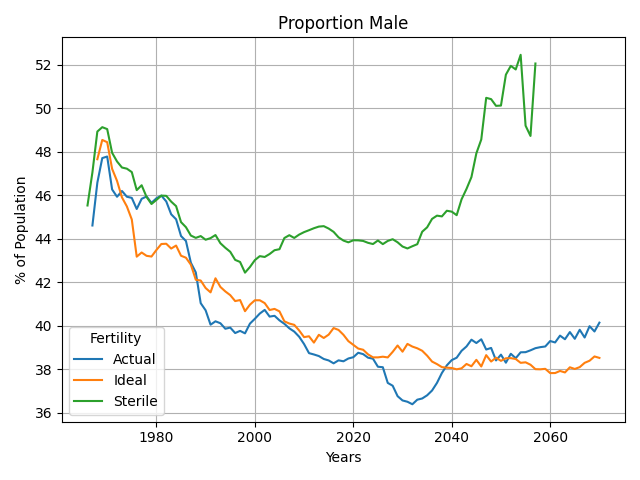 Proportion Male
% of Population
52
50
48
46
44
42
40
38
36
Fertility
Actual
Ideal
Sterile
1980
2000
2020
2040
2060
Years